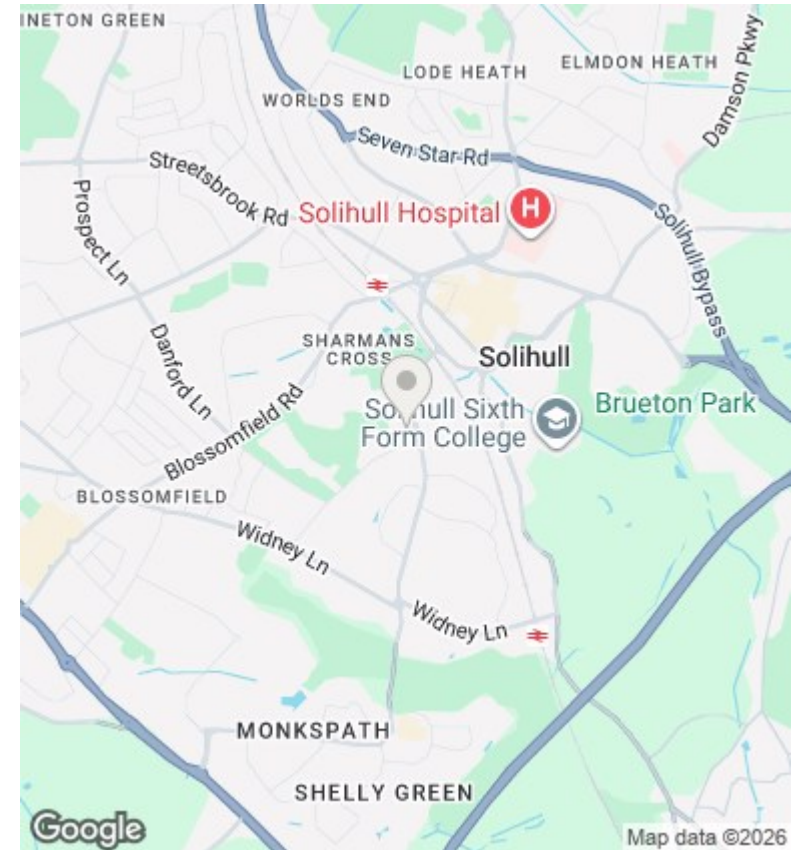 INETON GREEN
LODE HEATH
ELMDON HEATH
WORLDS END
Damson Pkwy
Seven Star Rd
Streetsbrook Rd
Solihull Hospital
H
Prospect Ln
Solihull Bypass
SHARMANS
CROSS
Solihull
Danford Ln
Solihull Sixth
Form College
Brueton Park
Blossomfield Rd
BLOSSOMFIELD
Widney Ln
Widney Ln
MONKSPATH
SHELLY GREEN
Google
Map data ©2026